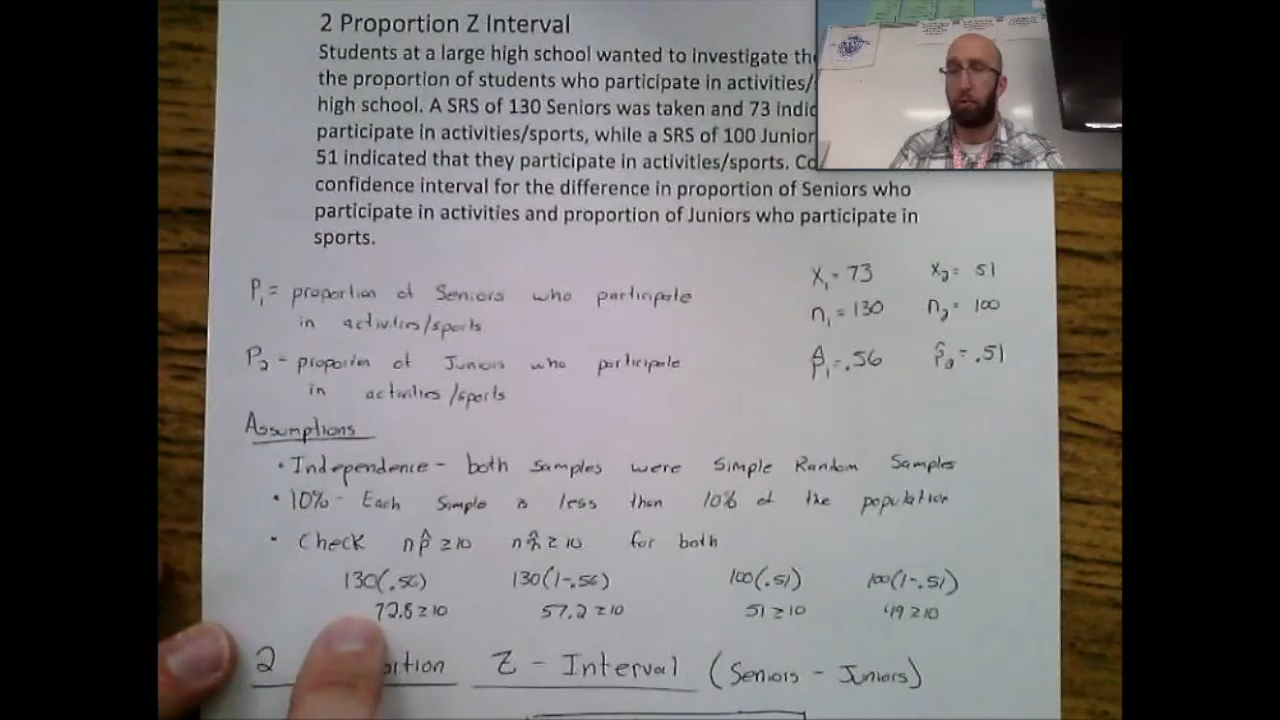 2 Proportion Z Interval
Students at a large high school wanted to investigate the
the proportion of students who participate in activities/
high school. A SRS of 130 Seniors was taken and 73 indic
participate in activities/sports, while a SRS of 100 Junior
51 indicated that they participate in activities/sports. Co
confidence interval for the difference in proportion of Seniors who
participate in activities and proportion of Juniors who participate in
sports.
P₁ = proportion of Seniors who participate
in activities/sports
P₂ - proportion of Juniors who participate
in activities/sports
X₁ = 73 X₂ = 51
n₁ = 130 n₂ = 100
p̂₁ = .56 p̂₂ = .51
Assumptions
• Independence - both samples were Simple Random Samples
• 10% - Each sample is less than 10% of the population
• Check n p̂ ≥ 10 n q̂ ≥ 10 for both
130(.56) 130(1-.56) 100(.51) 100(1-.51)
72.8 ≥ 10 57.2 ≥ 10 51 ≥ 10 49 ≥ 10
2 ortion Z - Interval (Seniors - Juniors)